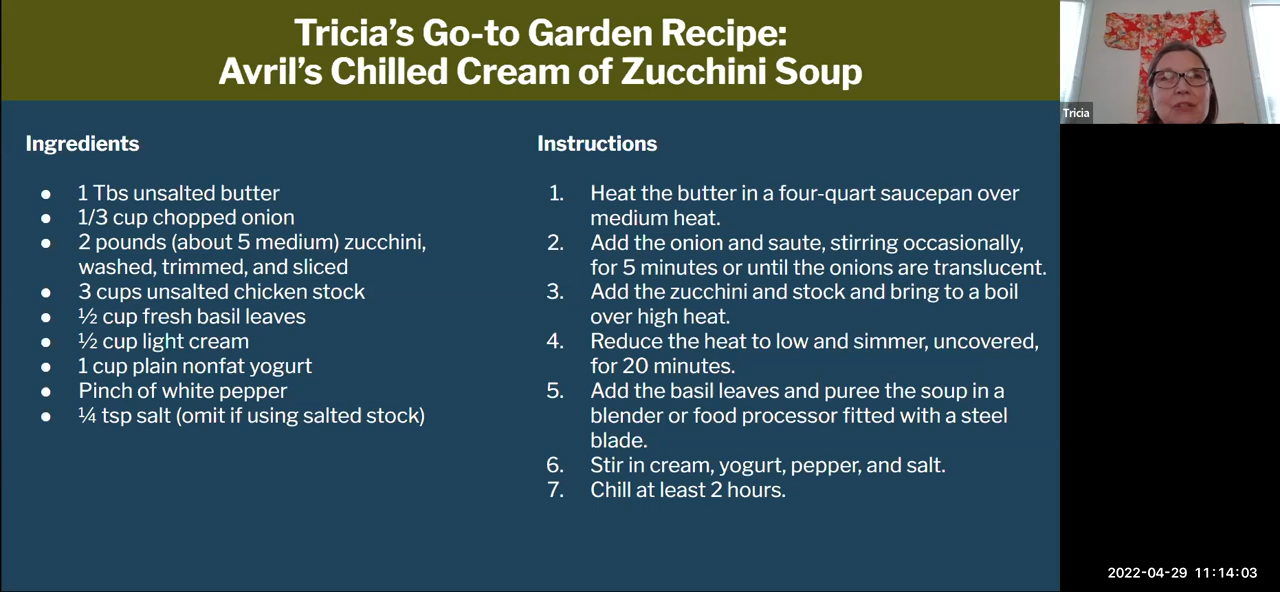 Tricia’s Go-to Garden Recipe:
Avril’s Chilled Cream of Zucchini Soup
Ingredients
● 1 Tbs unsalted butter
● 1/3 cup chopped onion
● 2 pounds (about 5 medium) zucchini,
washed, trimmed, and sliced
● 3 cups unsalted chicken stock
● ½ cup fresh basil leaves
● ½ cup light cream
● 1 cup plain nonfat yogurt
● Pinch of white pepper
● ¼ tsp salt (omit if using salted stock)
Instructions
1. Heat the butter in a four-quart saucepan over
medium heat.
2. Add the onion and saute, stirring occasionally,
for 5 minutes or until the onions are translucent.
3. Add the zucchini and stock and bring to a boil
over high heat.
4. Reduce the heat to low and simmer, uncovered,
for 20 minutes.
5. Add the basil leaves and puree the soup in a
blender or food processor fitted with a steel
blade.
6. Stir in cream, yogurt, pepper, and salt.
7. Chill at least 2 hours.
Tricia
2022-04-29 11:14:03